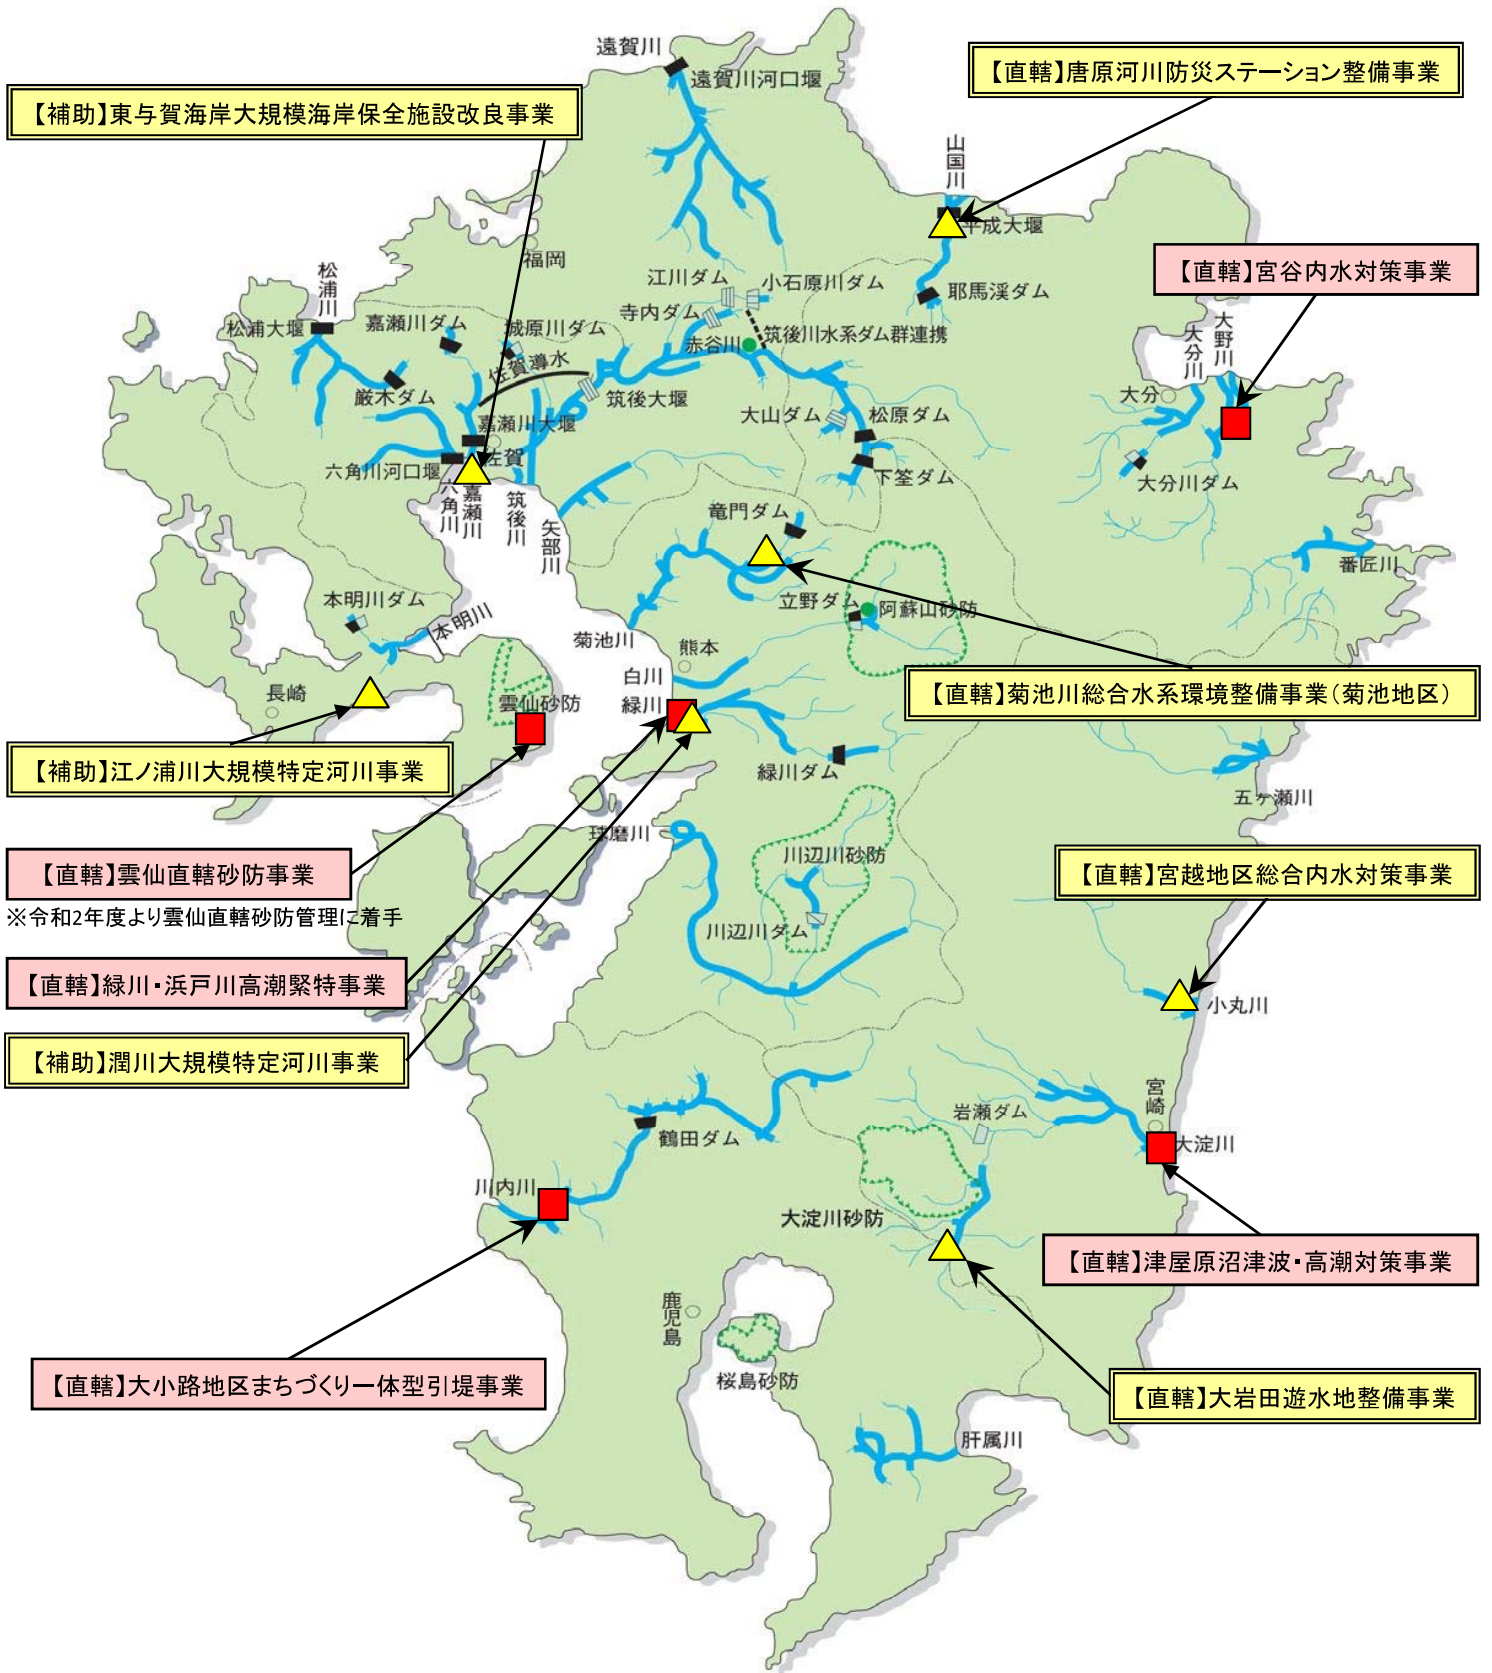 遠賀川
遠賀川河口堰
【直轄】唐原河川防災ステーション整備事業
【補助】東与賀海岸大規模海岸保全施設改良事業
山国川
平成大堰
福岡
【直轄】宮谷内水対策事業
松浦川
江川ダム
小石原川ダム
耶馬渓ダム
寺内ダム
松浦大堰
嘉瀬川ダム
城原川ダム
赤谷川
筑後川水系ダム群連携
大分川
大野川
佐賀導水
厳木ダム
筑後大堰
大分
大山ダム
松原ダム
嘉瀬川大堰
佐賀
六角川河口堰
下筌ダム
大分川ダム
六角川
嘉瀬川
筑後川
矢部川
竜門ダム
番匠川
本明川ダム
本明川
立野ダム
阿蘇山砂防
菊池川
熊本
白川
緑川
長崎
雲仙砂防
【直轄】菊池川総合水系環境整備事業(菊池地区)
【補助】江ノ浦川大規模特定河川事業
緑川ダム
五ヶ瀬川
球磨川
川辺川砂防
【直轄】雲仙直轄砂防事業
※令和2年度より雲仙直轄砂防管理に着手
【直轄】宮越地区総合内水対策事業
川辺川ダム
【直轄】緑川・浜戸川高潮緊特事業
小丸川
【補助】潤川大規模特定河川事業
宮崎
岩瀬ダム
鶴田ダム
大淀川
川内川
大淀川砂防
【直轄】津屋原沼津波・高潮対策事業
鹿児島
【直轄】大小路地区まちづくり一体型引堤事業
桜島砂防
【直轄】大岩田遊水地整備事業
肝属川